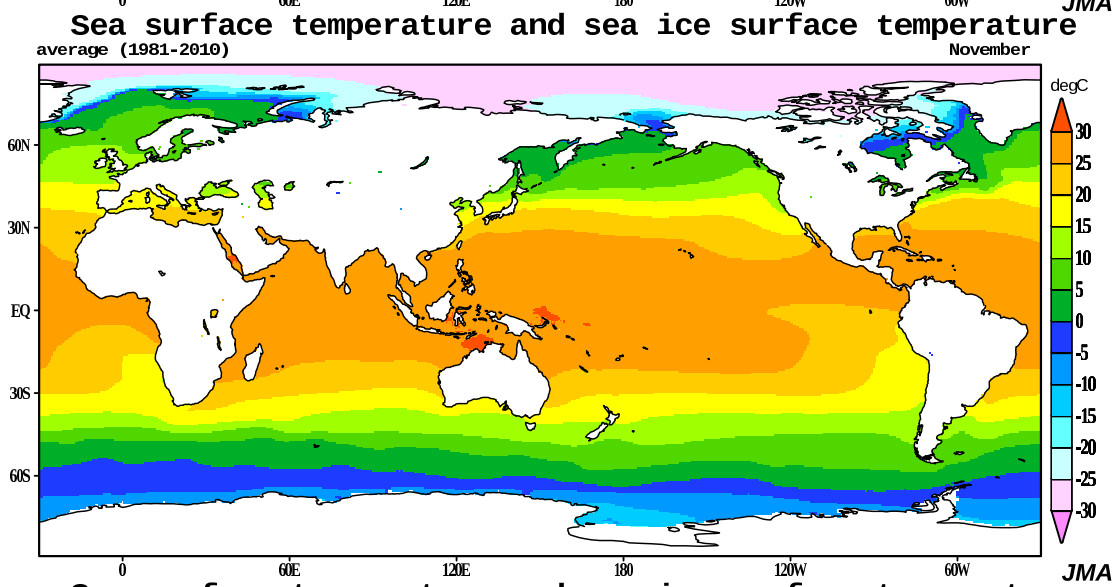 0 60E 120E 180 120W 60W JMA
Sea surface temperature and sea ice surface temperature
average (1981-2010) November
degC
30
25
20
15
10
5
0
-5
-10
-15
-20
-25
-30
60N
30N
EQ
30S
60S
0 60E 120E 180 120W 60W JMA